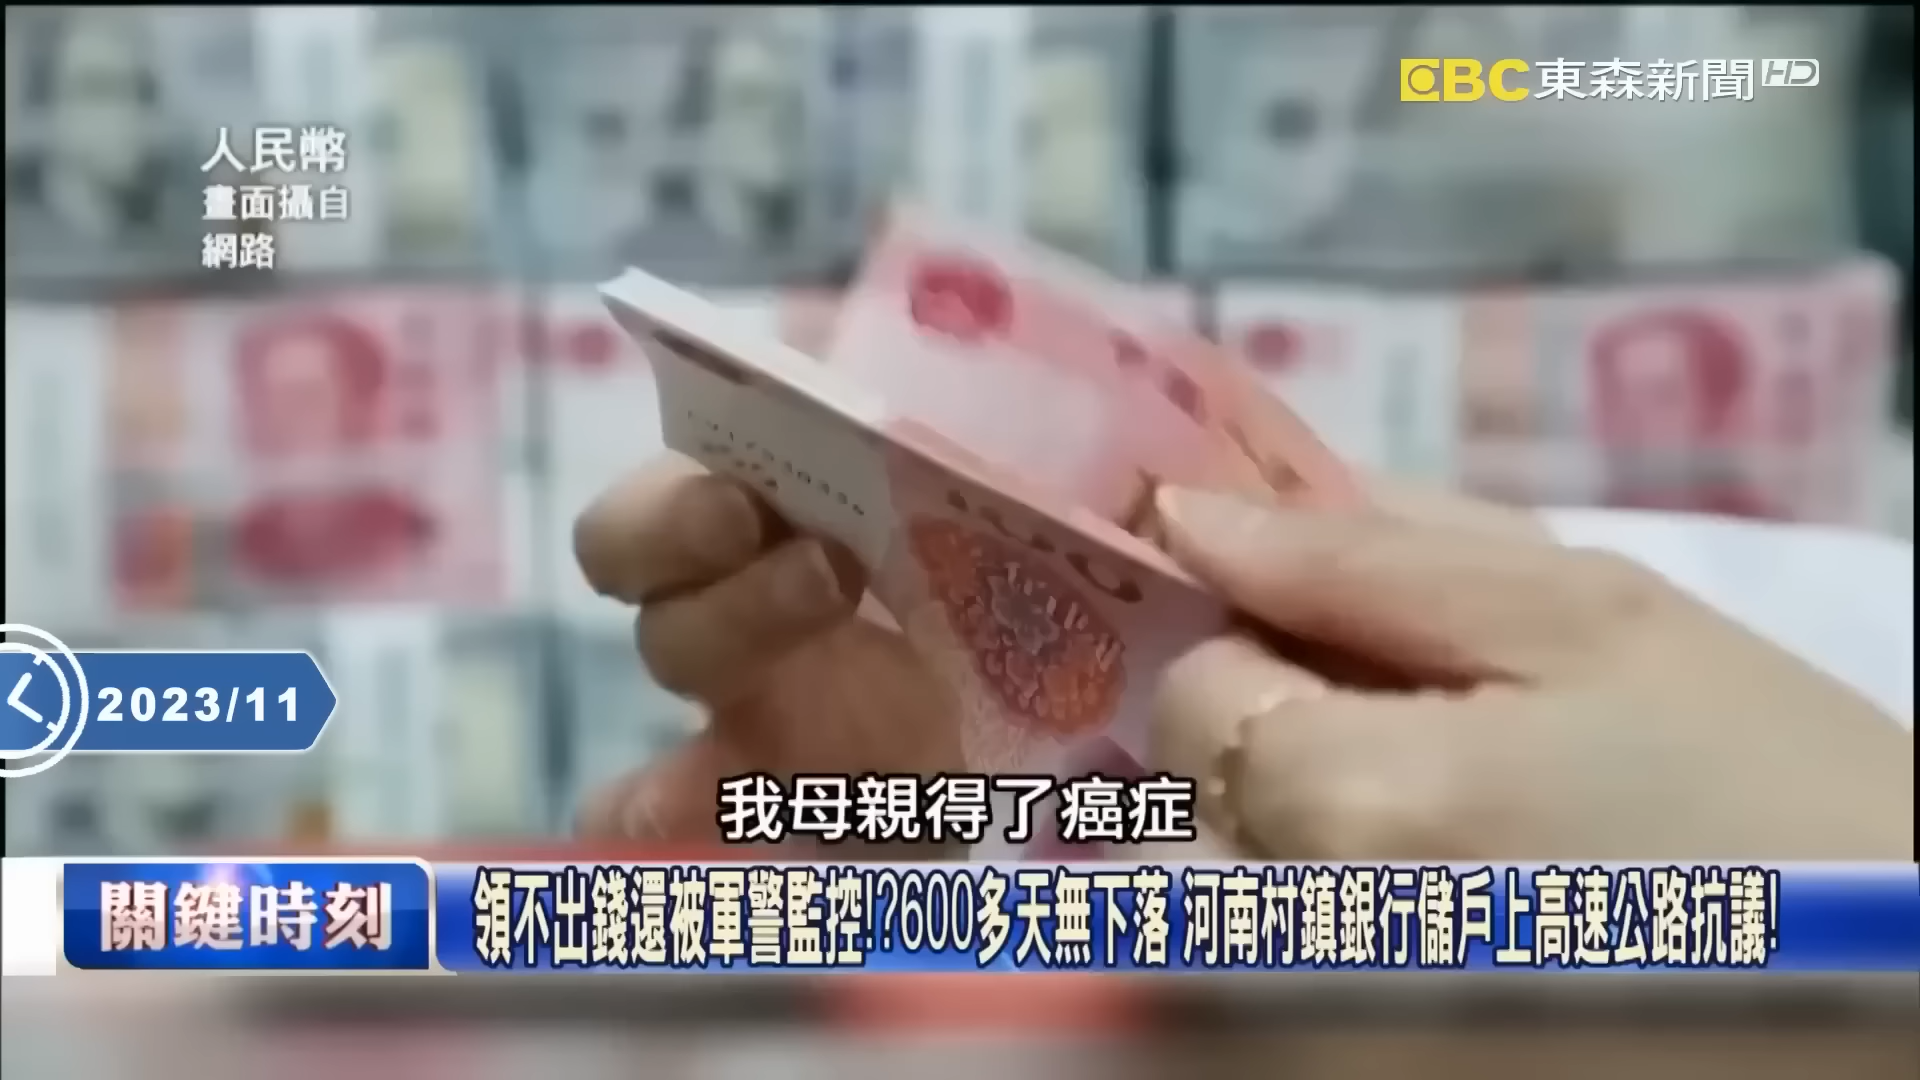 EBC東森新聞HD
人民幣
畫面攝自
網路
2023/11
我母親得了癌症
關鍵時刻
領不出錢還被軍警監控!?600多天無下落 河南村鎮銀行儲戶上高速公路抗議!